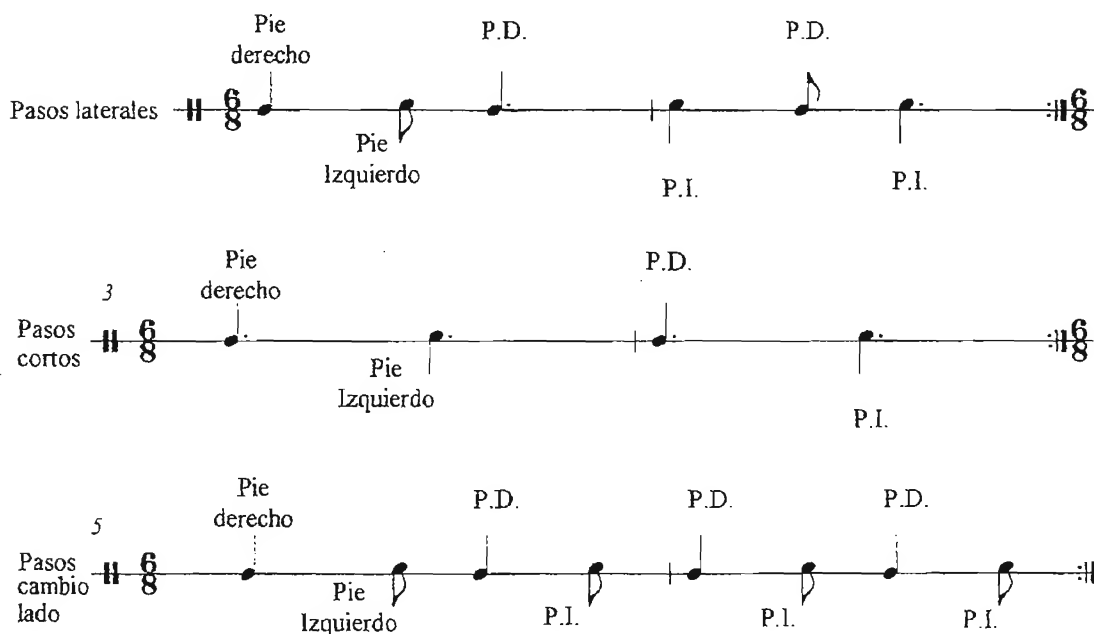 Pie
derecho
P.D.
P.D.
Pasos laterales
6
8
6
8
Pie
Izquierdo
P.I.
P.I.
Pie
derecho
P.D.
3
Pasos
cortos
6
8
6
8
Pie
Izquierdo
P.I.
Pie
derecho
P.D.
P.D.
P.D.
5
Pasos
cambio
lado
6
8
Pie
Izquierdo
P.I.
P.I.
P.I.